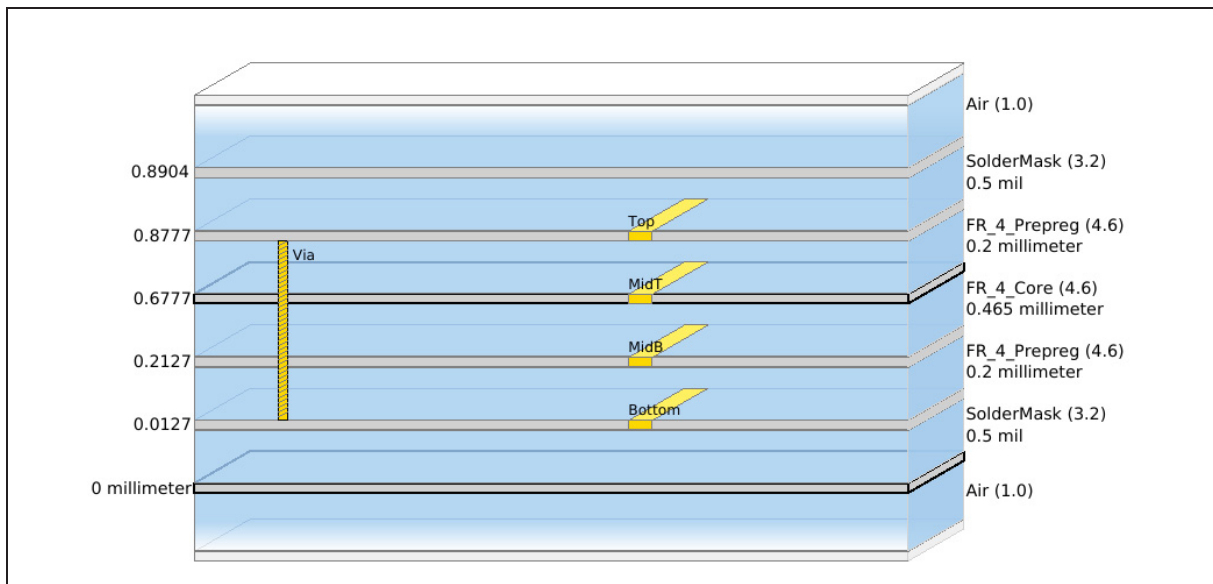 Air (1.0)
0.8904
SolderMask (3.2)
0.5 mil
Top
0.8777
FR_4_Prepreg (4.6)
0.2 millimeter
Via
MidT
0.6777
FR_4_Core (4.6)
0.465 millimeter
MidB
0.2127
FR_4_Prepreg (4.6)
0.2 millimeter
Bottom
0.0127
SolderMask (3.2)
0.5 mil
0 millimeter
Air (1.0)